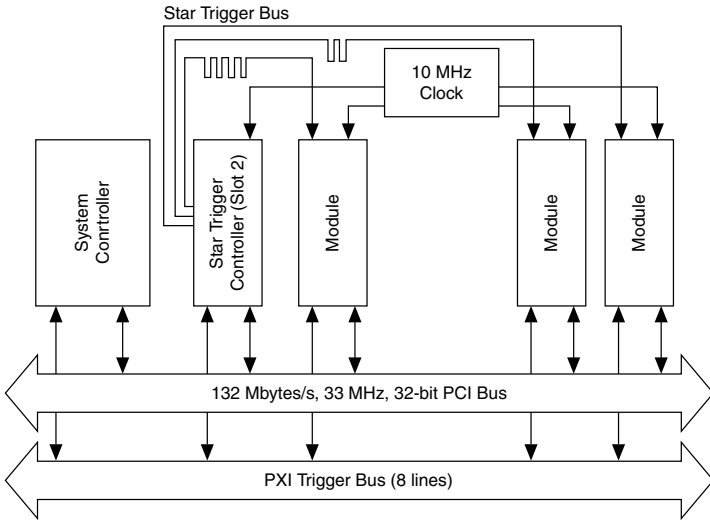 Star Trigger Bus
10 MHz
Clock
System
Conrtroller
Star Trigger
Controller (Slot 2)
Module
Module
Module
132 Mbytes/s, 33 MHz, 32-bit PCI Bus
PXI Trigger Bus (8 lines)